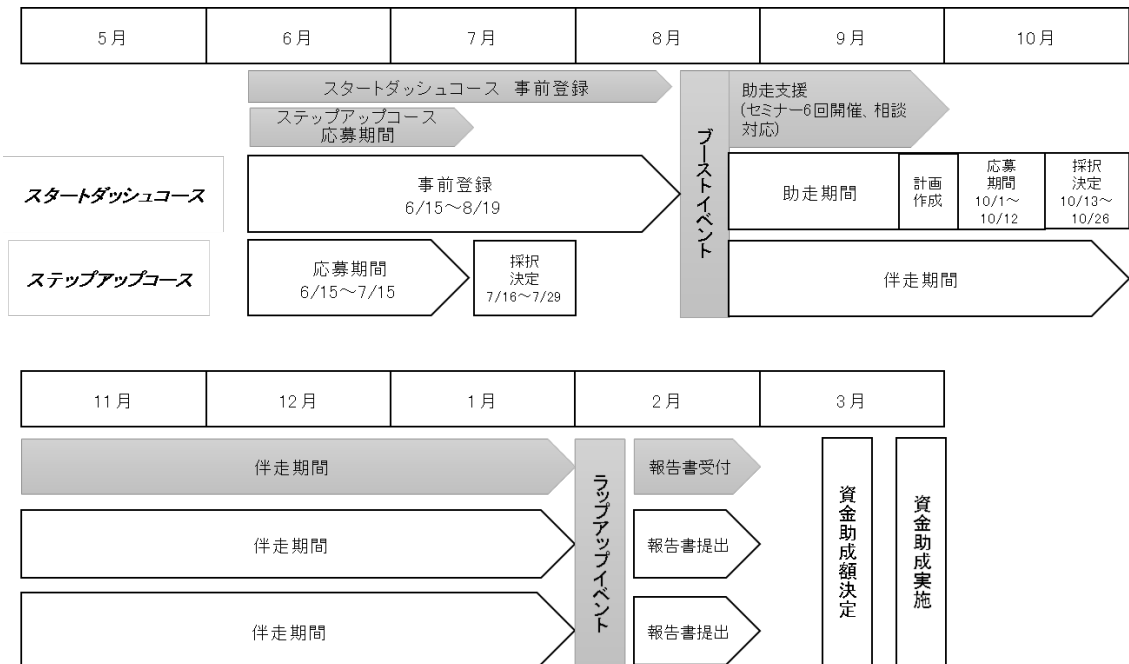 5月
6月
7月
8月
9月
10月
スタートダッシュコース 事前登録
ステップアップコース
応募期間
ブーストイベント
助走支援
(セミナー6回開催、相談
対応)
スタートダッシュコース
事前登録
6/15～8/19
助走期間
計画
作成
応募
期間
10/1～
10/12
採択
決定
10/13～
10/26
ステップアップコース
応募期間
6/15～7/15
採択
決定
7/16～7/29
伴走期間
11月
12月
1月
2月
3月
伴走期間
ラップアップイベント
報告書受付
資金助成額決定
資金助成実施
伴走期間
報告書提出
伴走期間
報告書提出